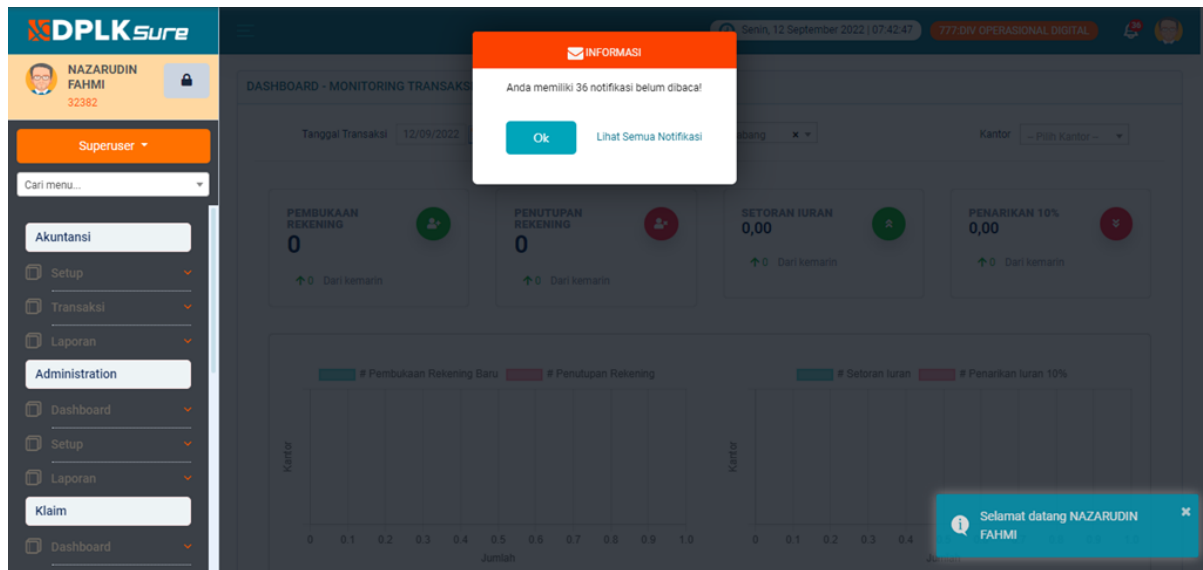 DPLKSure
NAZARUDIN
FAHMI
32382
Superuser
Cari menu...
Akuntansi
Setup
Transaksi
Laporan
Administration
Dashboard
Setup
Laporan
Klaim
Dashboard
Senin, 12 September 2022 | 07:42:47
777:DIV OPERASIONAL DIGITAL
INFORMASI
Anda memiliki 36 notifikasi belum dibaca!
Ok
Lihat Semua Notifikasi
DASHBOARD - MONITORING TRANSAKS
Tanggal Transaksi
12/09/2022
abang
×
Kantor
-- Pilih Kantor --
PEMBUKAAN
REKENING
0
0 Dari kemarin
PENUTUPAN
REKENING
0
0 Dari kemarin
SETORAN IURAN
0,00
0 Dari kemarin
PENARIKAN 10%
0,00
0 Dari kemarin
# Pembukaan Rekening Baru
# Penutupan Rekening
Kantor
0 0.1 0.2 0.3 0.4 0.5 0.6 0.7 0.8 0.9 1.0
Jumlah
# Setoran Iuran
# Penarikan Iuran 10%
Kantor
0 0.1 0.2 0.3 0.4
Selamat datang NAZARUDIN
FAHMI
×